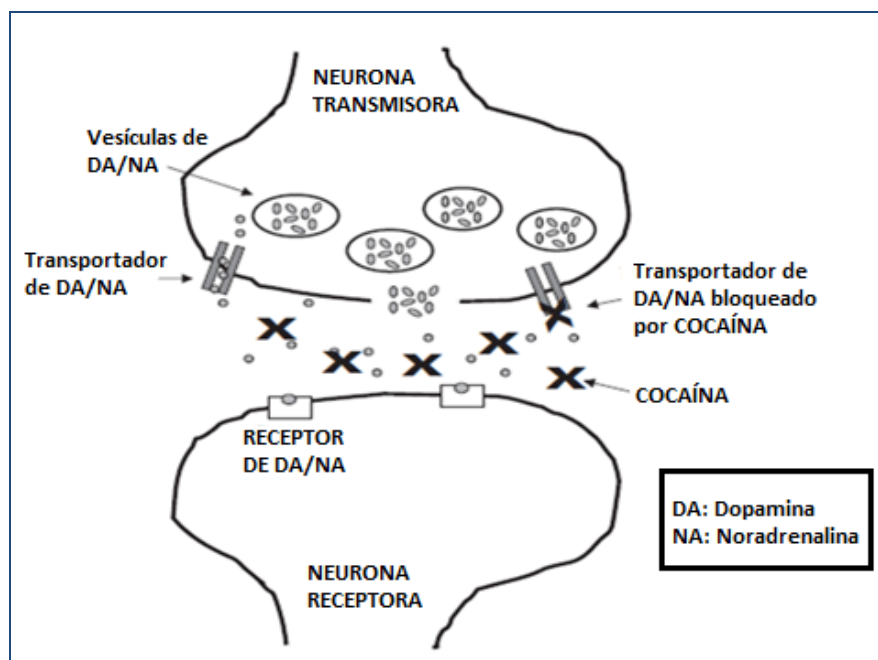 NEURONA
TRANSMISORA
Vesículas de
DA/NA
Transportador
de DA/NA
Transportador de
DA/NA bloqueado
por COCAÍNA
COCAÍNA
RECEPTOR
DE DA/NA
DA: Dopamina
NA: Noradrenalina
NEURONA
RECEPTORA